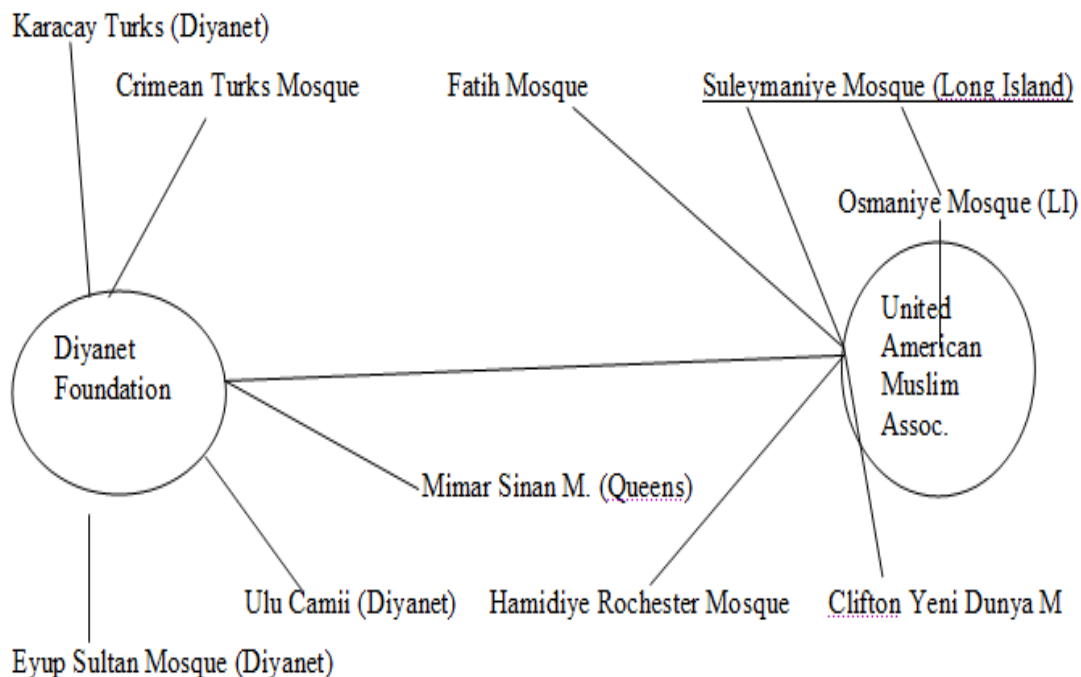 Karacay Turks (Diyanet)
Crimean Turks Mosque
Fatih Mosque
Suleymaniye Mosque (Long Island)
Osmaniye Mosque (LI)
Diyanet
Foundation
United
American
Muslim
Assoc.
Mimar Sinan M. (Queens)
Ulu Camii (Diyanet)
Hamidiye Rochester Mosque
Clifton Yeni Dunya M
Eyup Sultan Mosque (Diyanet)